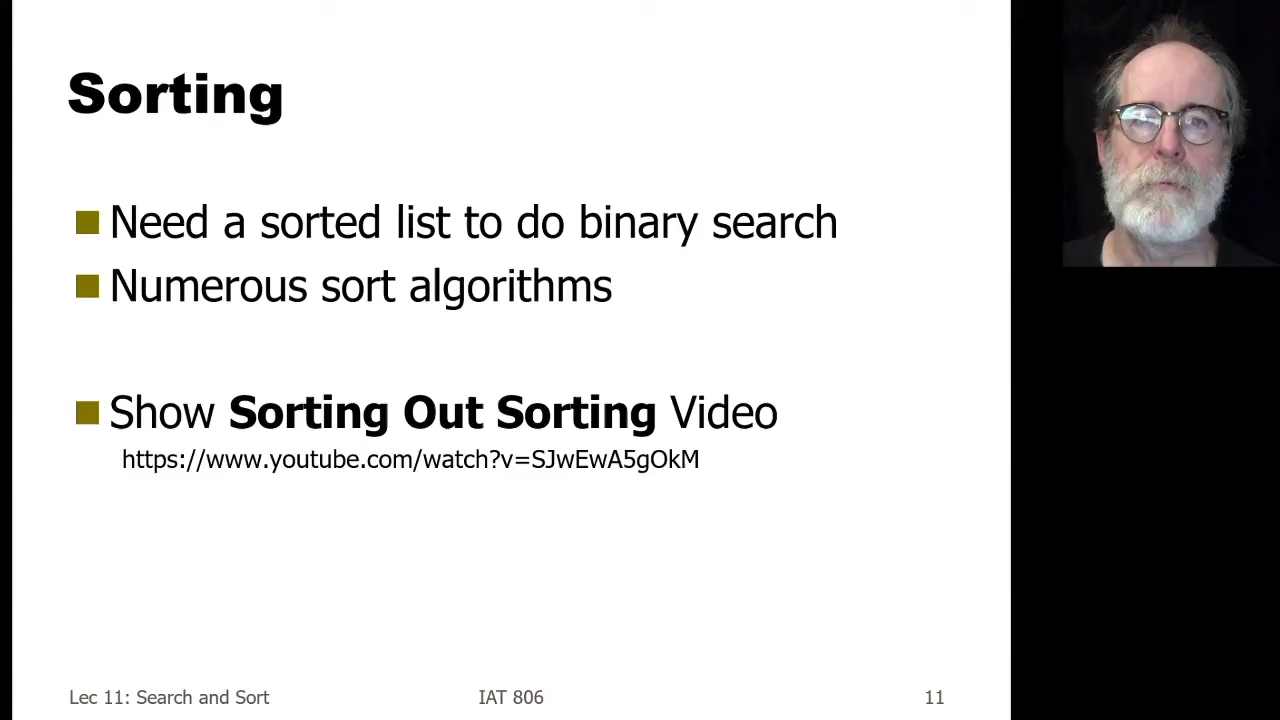 Sorting
Need a sorted list to do binary search
Numerous sort algorithms
Show Sorting Out Sorting Video
https://www.youtube.com/watch?v=SJwEwA5gOkM
Lec 11: Search and Sort
IAT 806
11